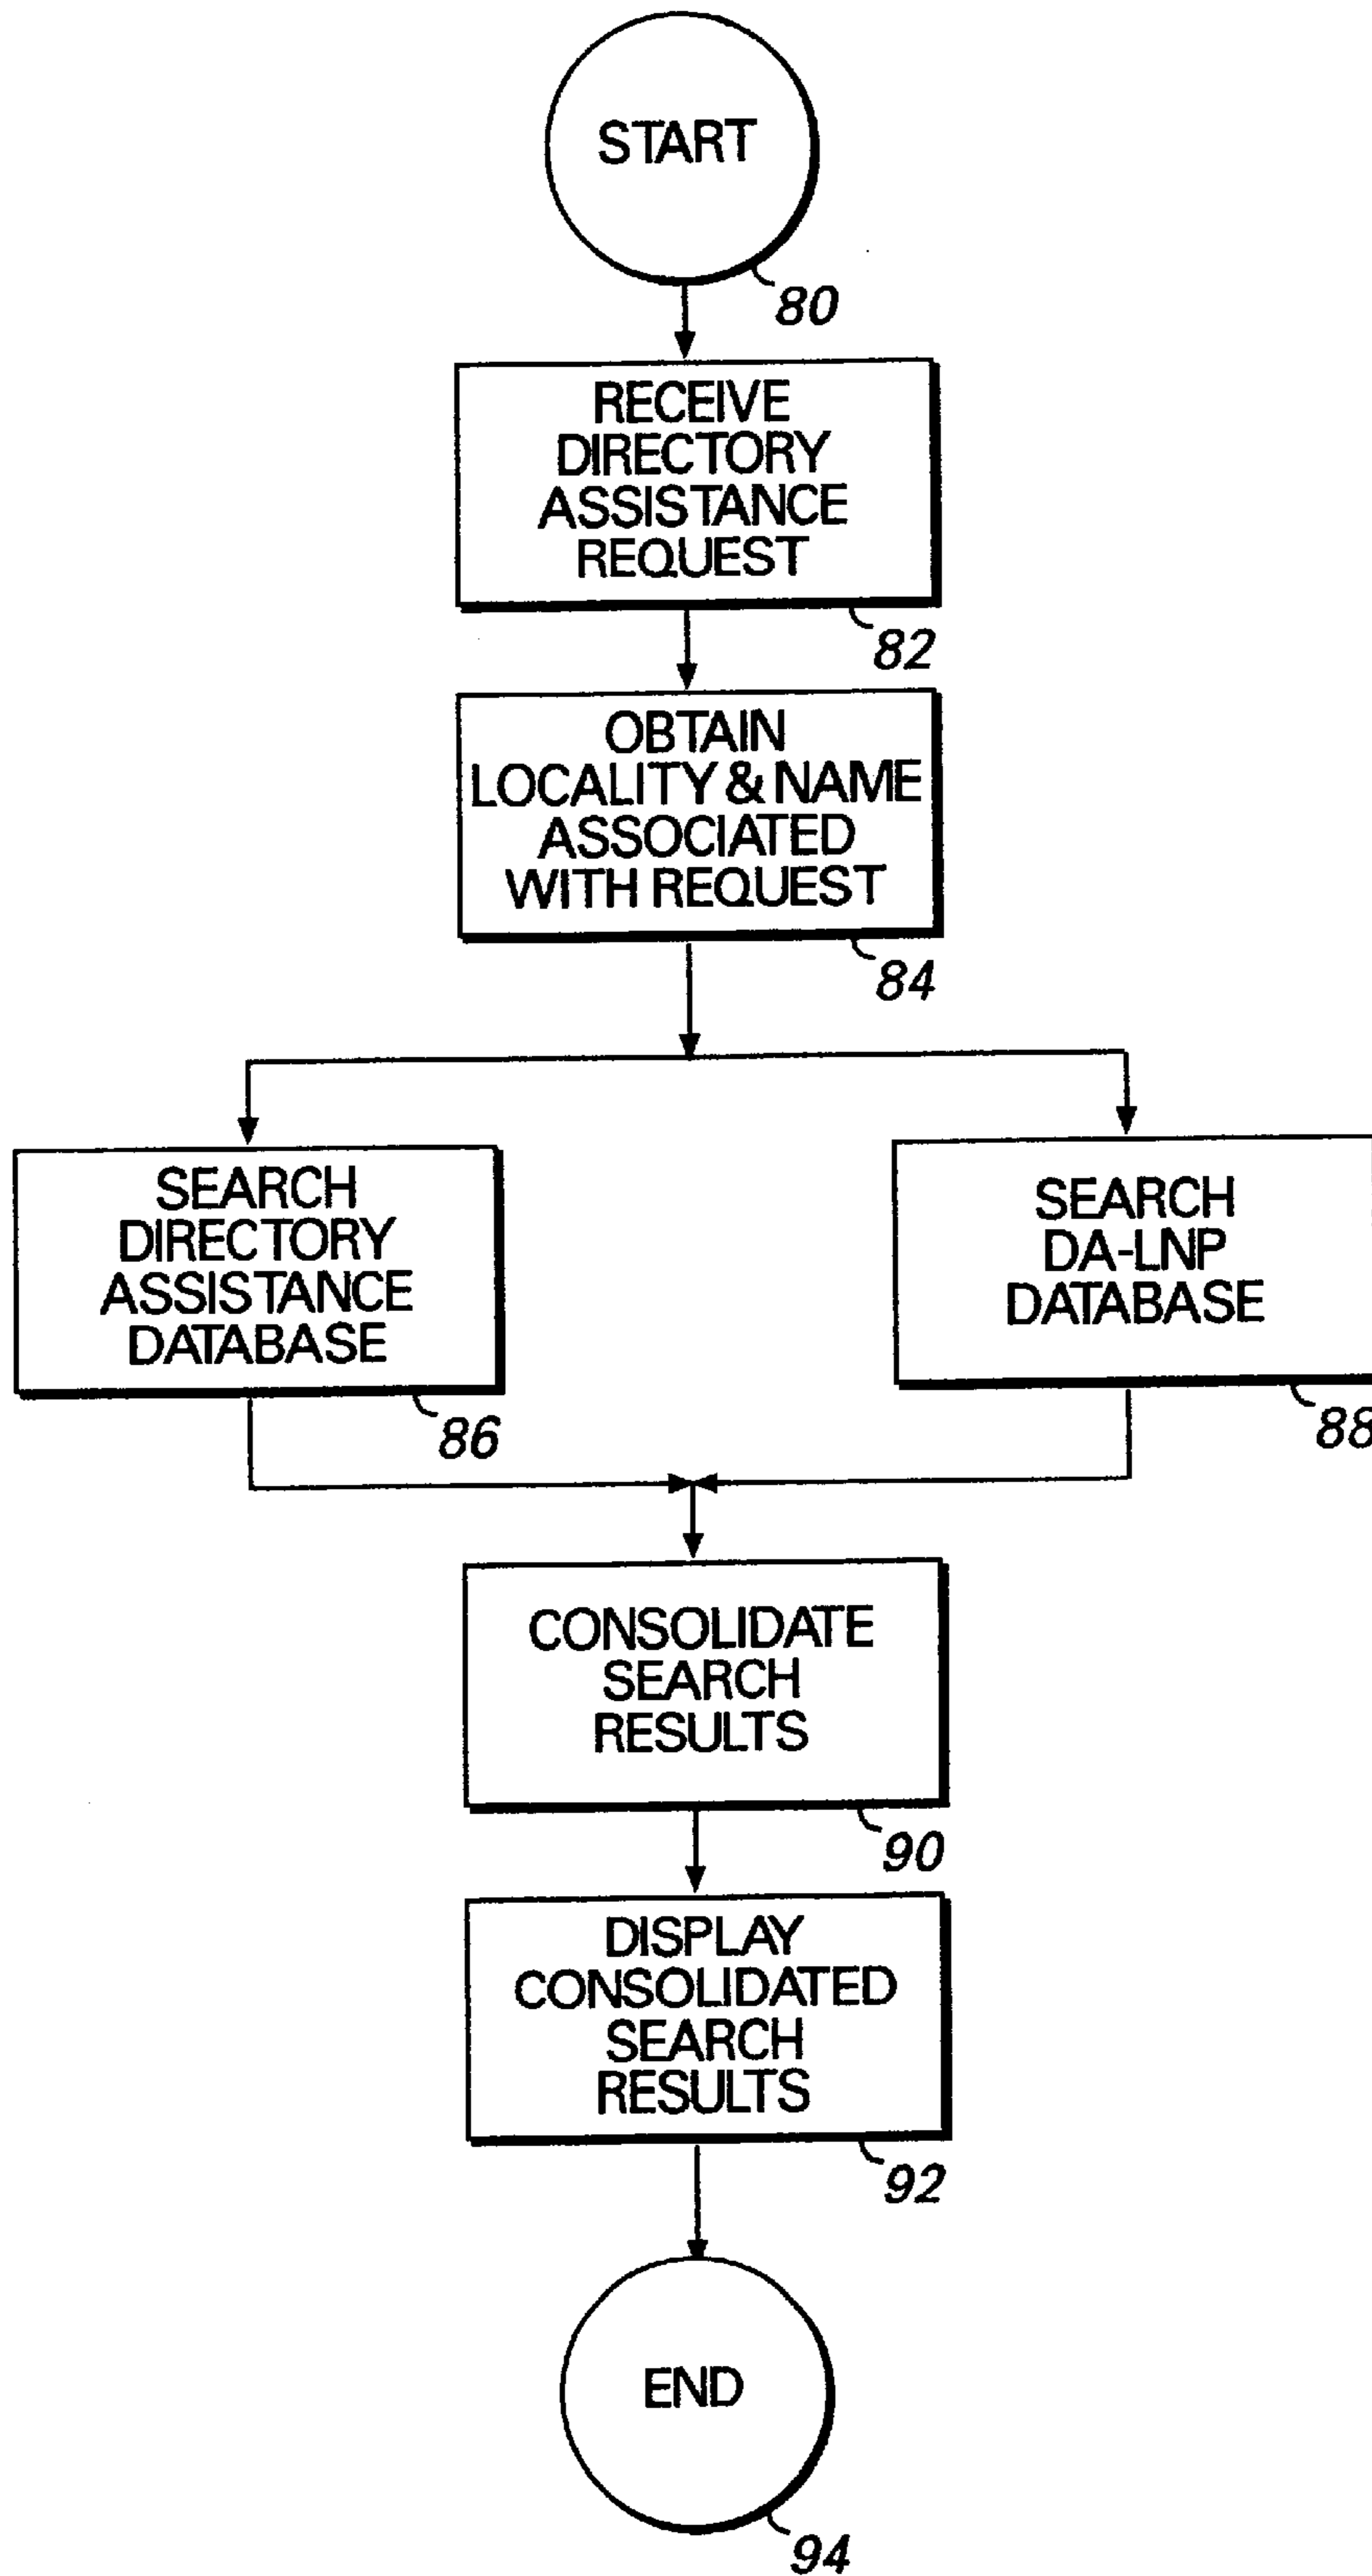 START
80
RECEIVE
DIRECTORY
ASSISTANCE
REQUEST
82
OBTAIN
LOCALITY & NAME
ASSOCIATED
WITH REQUEST
84
SEARCH
DIRECTORY
ASSISTANCE
DATABASE
86
SEARCH
DA-LNP
DATABASE
88
CONSOLIDATE
SEARCH
RESULTS
90
DISPLAY
CONSOLIDATED
SEARCH
RESULTS
92
END
94